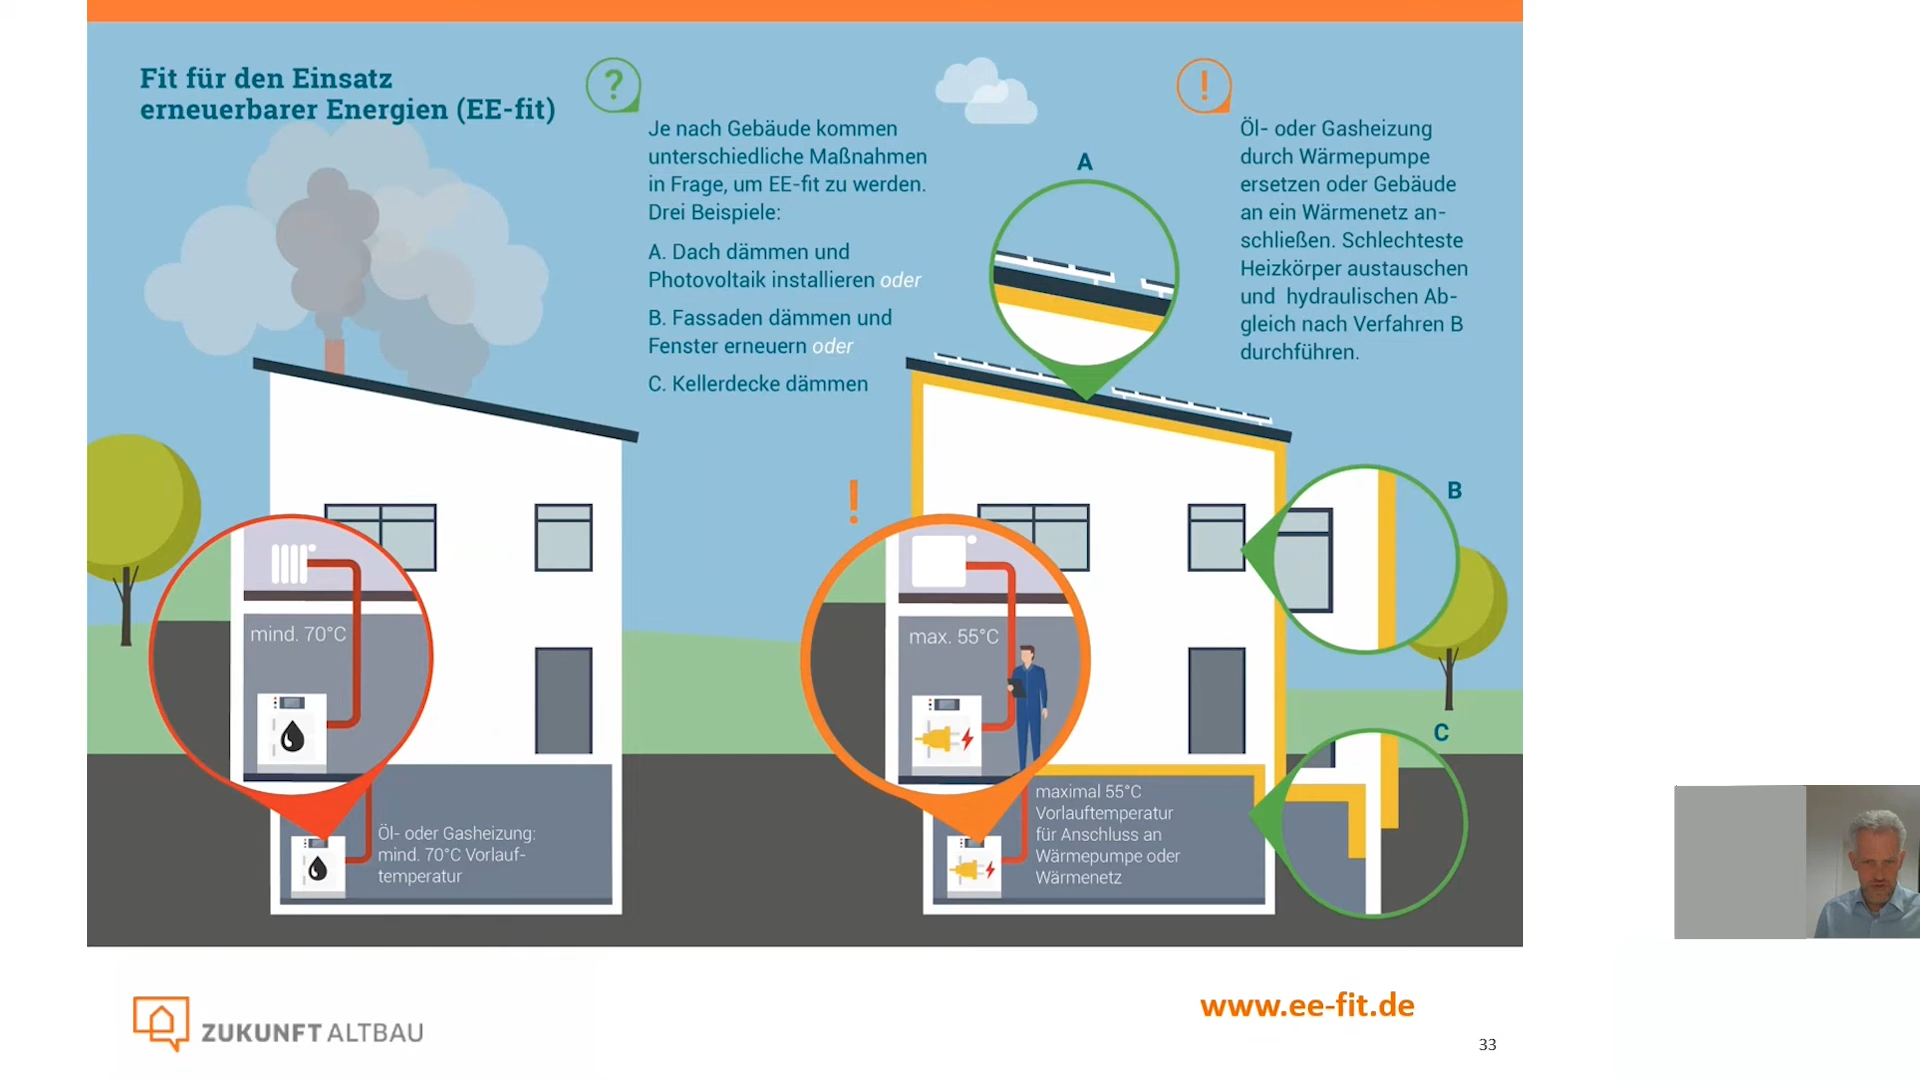 Fit für den Einsatz
erneuerbarer Energien (EE-fit)
?
Je nach Gebäude kommen
unterschiedliche Maßnahmen
in Frage, um EE-fit zu werden.
Drei Beispiele:
A. Dach dämmen und
Photovoltaik installieren oder
B. Fassaden dämmen und
Fenster erneuern oder
C. Kellerdecke dämmen
!
Öl- oder Gasheizung
durch Wärmepumpe
ersetzen oder Gebäude
an ein Wärmenetz an-
schließen. Schlechteste
Heizkörper austauschen
und hydraulischen Ab-
gleich nach Verfahren B
durchführen.
A
B
C
!
mind. 70°C
Öl- oder Gasheizung:
mind. 70°C Vorlauf-
temperatur
max. 55°C
maximal 55°C
Vorlauftemperatur
für Anschluss an
Wärmepumpe oder
Wärmenetz
ZUKUNFT ALTBAU
www.ee-fit.de
33